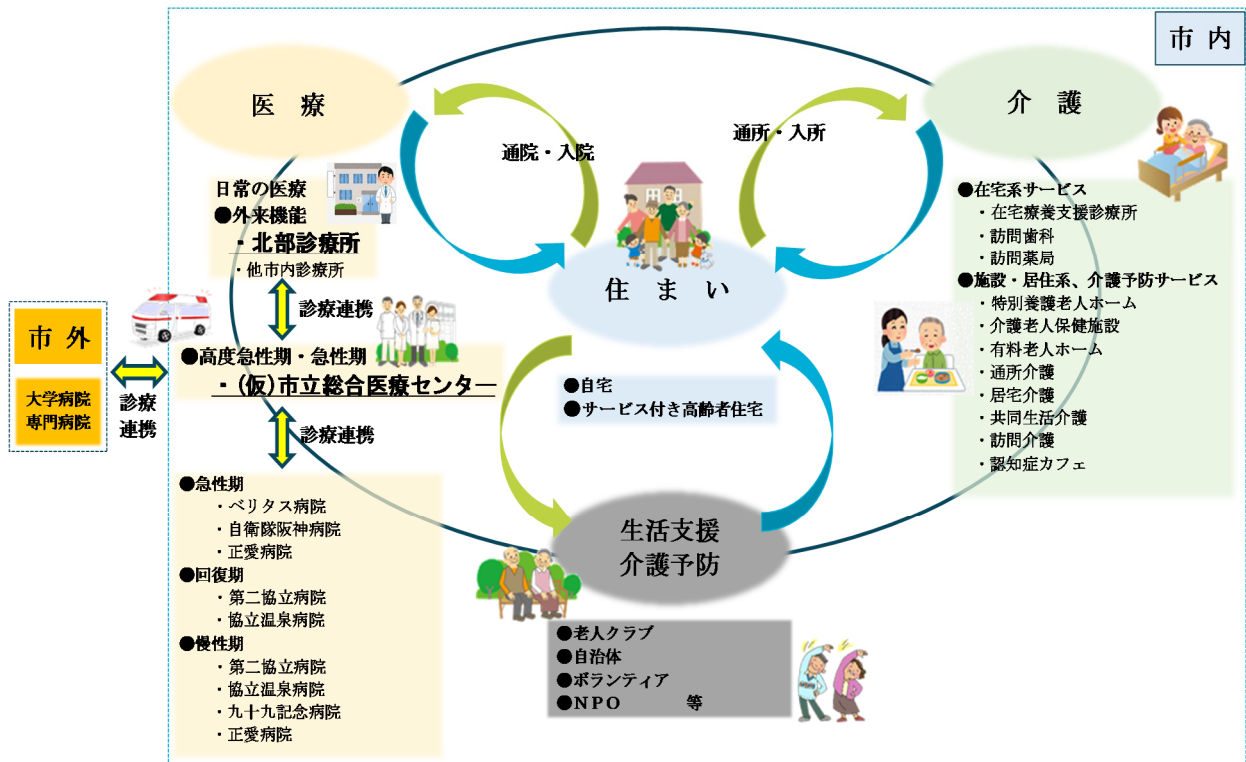 市内
医療
介護
通院・入院
通所・入所
日常の医療
●外来機能
・北部診療所
・他市内診療所
診療連携
●高度急性期・急性期
・(仮)市立総合医療センター
診療連携
市外
大学病院
専門病院
診療
連携
●急性期
・ベリタス病院
・自衛隊阪神病院
・正愛病院
●回復期
・第二協立病院
・協立温泉病院
●慢性期
・第二協立病院
・協立温泉病院
・九十九記念病院
・正愛病院
住まい
●自宅
●サービス付き高齢者住宅
生活支援
介護予防
●老人クラブ
●自治体
●ボランティア
●NPO 等
●在宅系サービス
・在宅療養支援診療所
・訪問歯科
・訪問薬局
●施設・居住系、介護予防サービス
・特別養護老人ホーム
・介護老人保健施設
・有料老人ホーム
・通所介護
・居宅介護
・共同生活介護
・訪問介護
・認知症カフェ